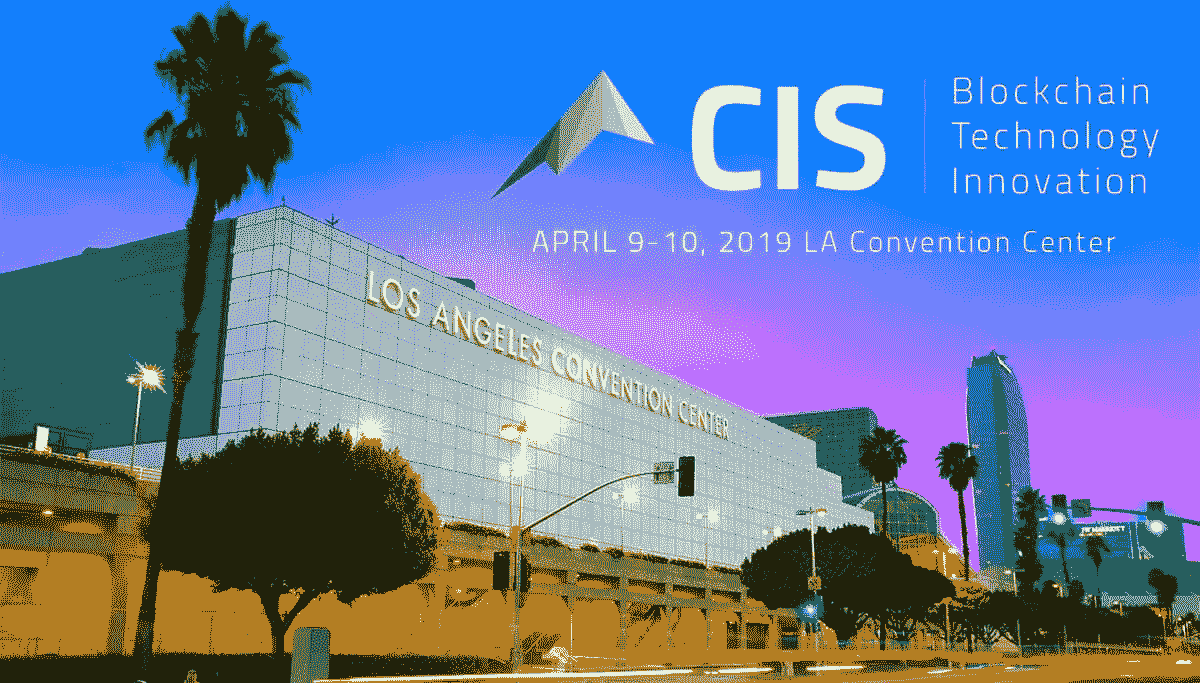 CIS
Blockchain
Technology
Innovation
APRIL 9-10, 2019 LA Convention Center
LOS ANGELES CONVENTION CENTER